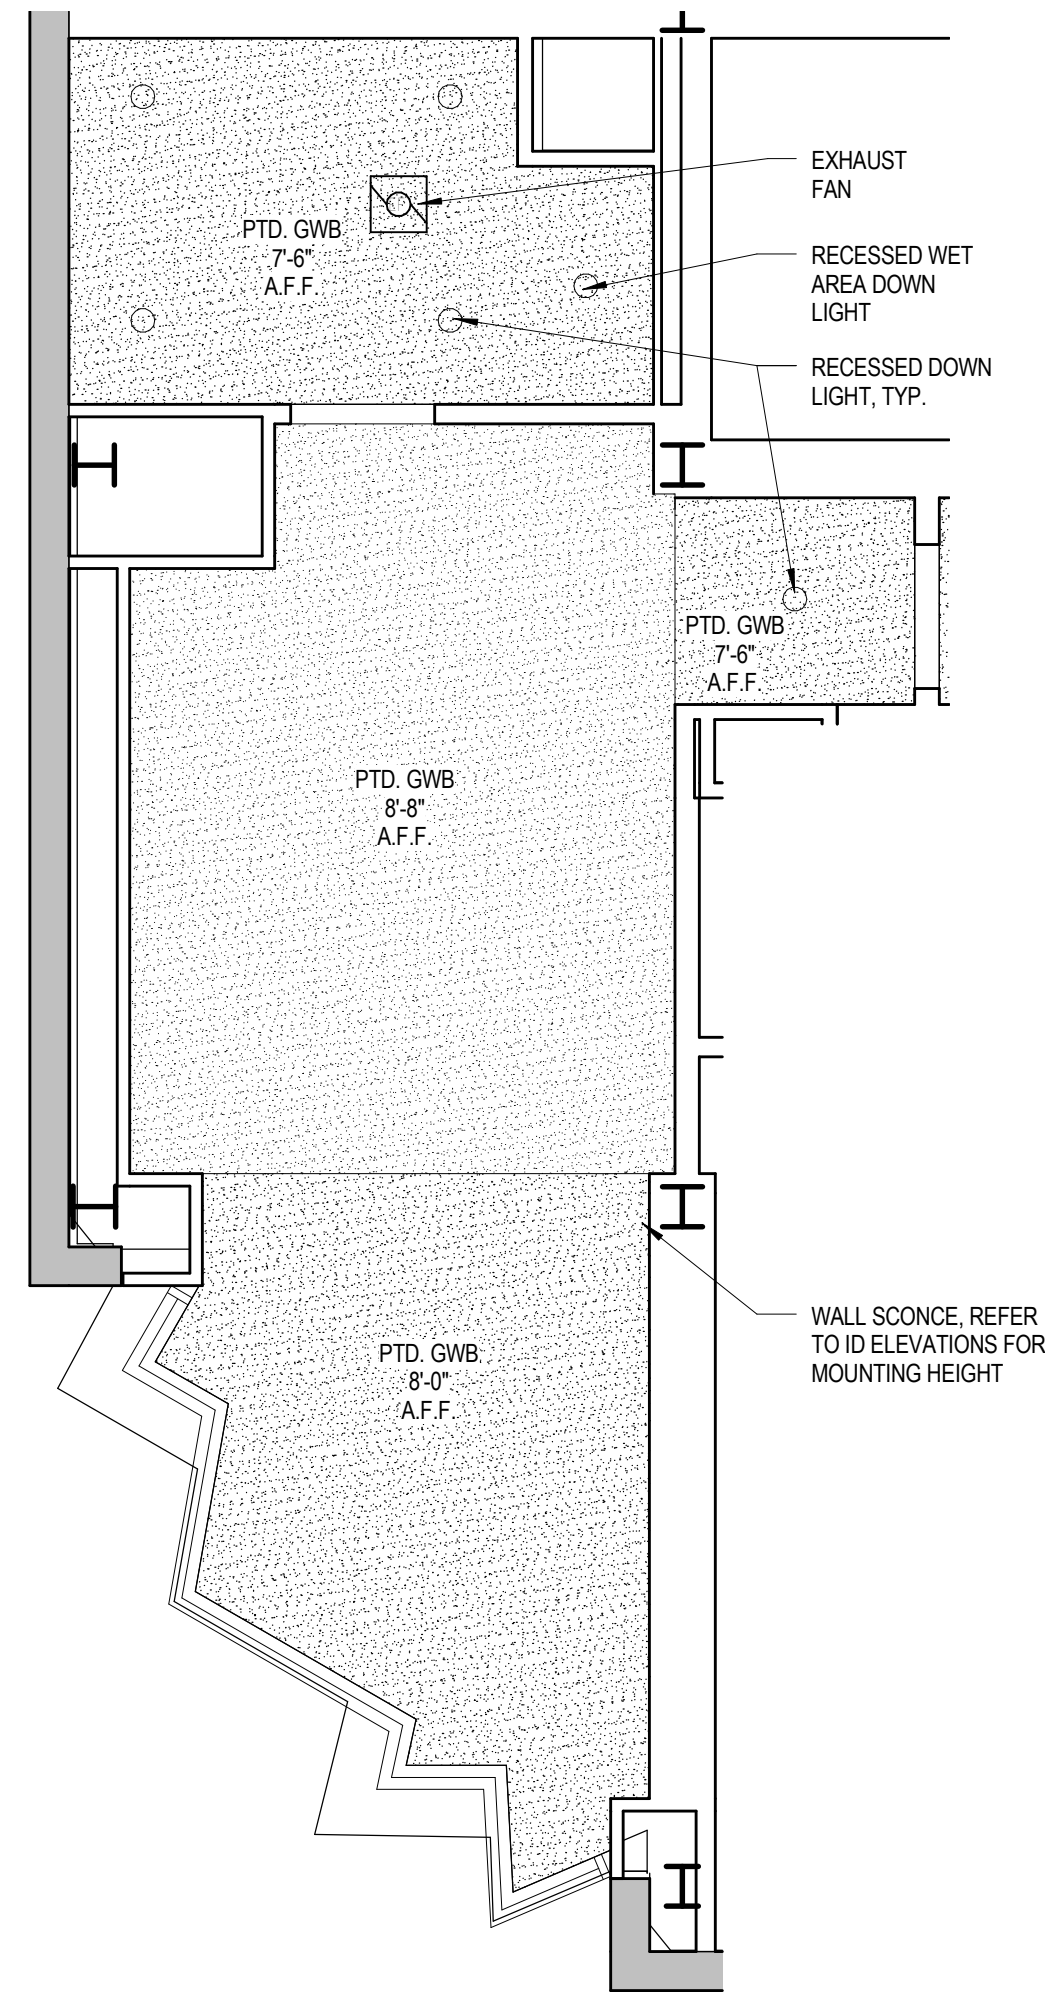 EXHAUST
FAN
PTD. GWB
7'-6"
A.F.F.
RECESSED WET
AREA DOWN
LIGHT
RECESSED DOWN
LIGHT, TYP.
PTD. GWB
7'-6"
A.F.F.
PTD. GWB
8'-8"
A.F.F.
WALL SCONCE, REFER
TO ID ELEVATIONS FOR
MOUNTING HEIGHT
PTD. GWB
8'-0"
A.F.F.